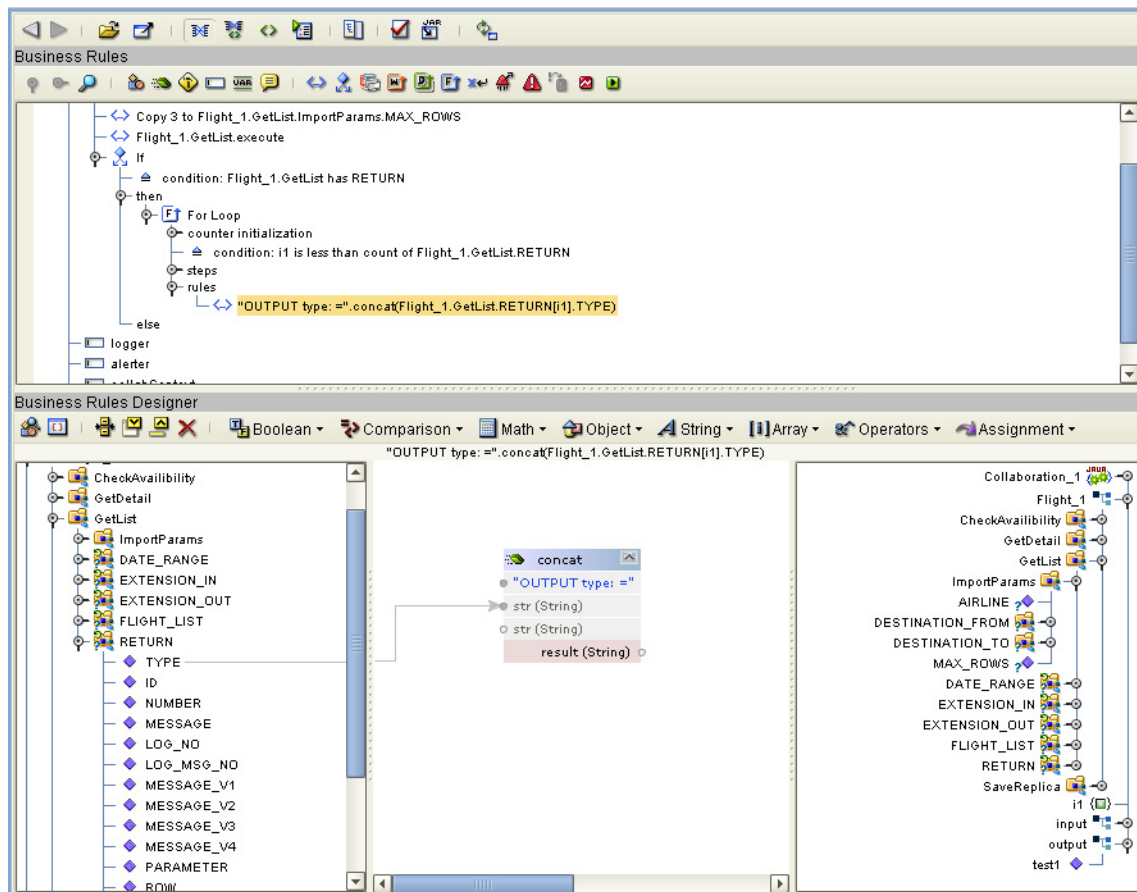 JAR
Business Rules
VAR
Copy 3 to Flight_1.GetList.ImportParams.MAX_ROWS
Flight_1.GetList.execute
If
condition: Flight_1.GetList has RETURN
then
For Loop
counter initialization
condition: i1 is less than count of Flight_1.GetList.RETURN
steps
rules
"OUTPUT type: =".concat(Flight_1.GetList.RETURN[i1].TYPE)
else
logger
alerter
Business Rules Designer
Boolean Comparison Math Object String Array Operators Assignment
"OUTPUT type: =".concat(Flight_1.GetList.RETURN[i1].TYPE)
CheckAvailibility
GetDetail
GetList
ImportParams
DATE_RANGE
EXTENSION_IN
EXTENSION_OUT
FLIGHT_LIST
RETURN
TYPE
ID
NUMBER
MESSAGE
LOG_NO
LOG_MSG_NO
MESSAGE_V1
MESSAGE_V2
MESSAGE_V3
MESSAGE_V4
PARAMETER
ROW
concat
"OUTPUT type: ="
str (String)
str (String)
result (String)
Collaboration_1
JAVA
Flight_1
CheckAvailibility
GetDetail
GetList
ImportParams
AIRLINE
DESTINATION_FROM
DESTINATION_TO
MAX_ROWS
DATE_RANGE
EXTENSION_IN
EXTENSION_OUT
FLIGHT_LIST
RETURN
SaveReplica
i1
input
output
test1